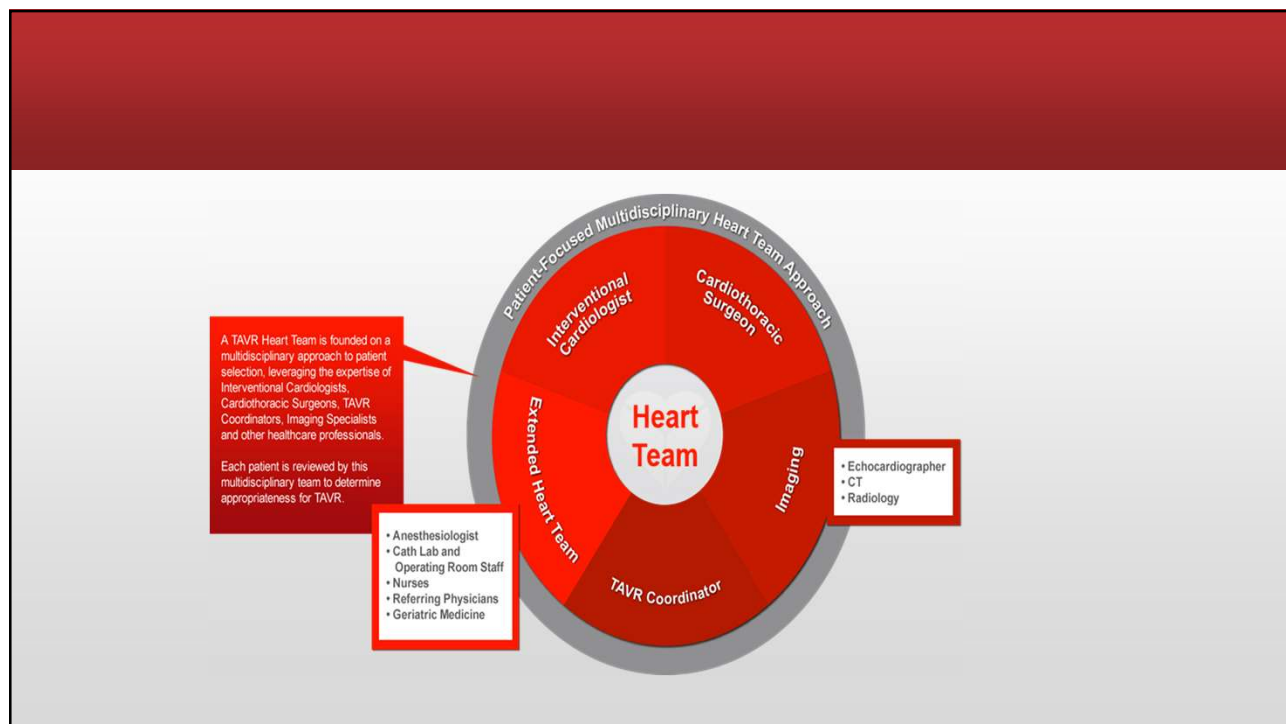 Patient-Focused Multidisciplinary Heart Team Approach
Interventional
Cardiologist
Cardiothoracic
Surgeon
A TAVR Heart Team is founded on a
multidisciplinary approach to patient
selection, leveraging the expertise of
Interventional Cardiologists,
Cardiothoracic Surgeons, TAVR
Coordinators, Imaging Specialists
and other healthcare professionals.
Each patient is reviewed by this
multidisciplinary team to determine
appropriateness for TAVR.
Heart
Team
Extended Heart Team
Imaging
• Echocardiographer
• CT
• Radiology
• Anesthesiologist
• Cath Lab and
Operating Room Staff
• Nurses
• Referring Physicians
• Geriatric Medicine
TAVR Coordinator